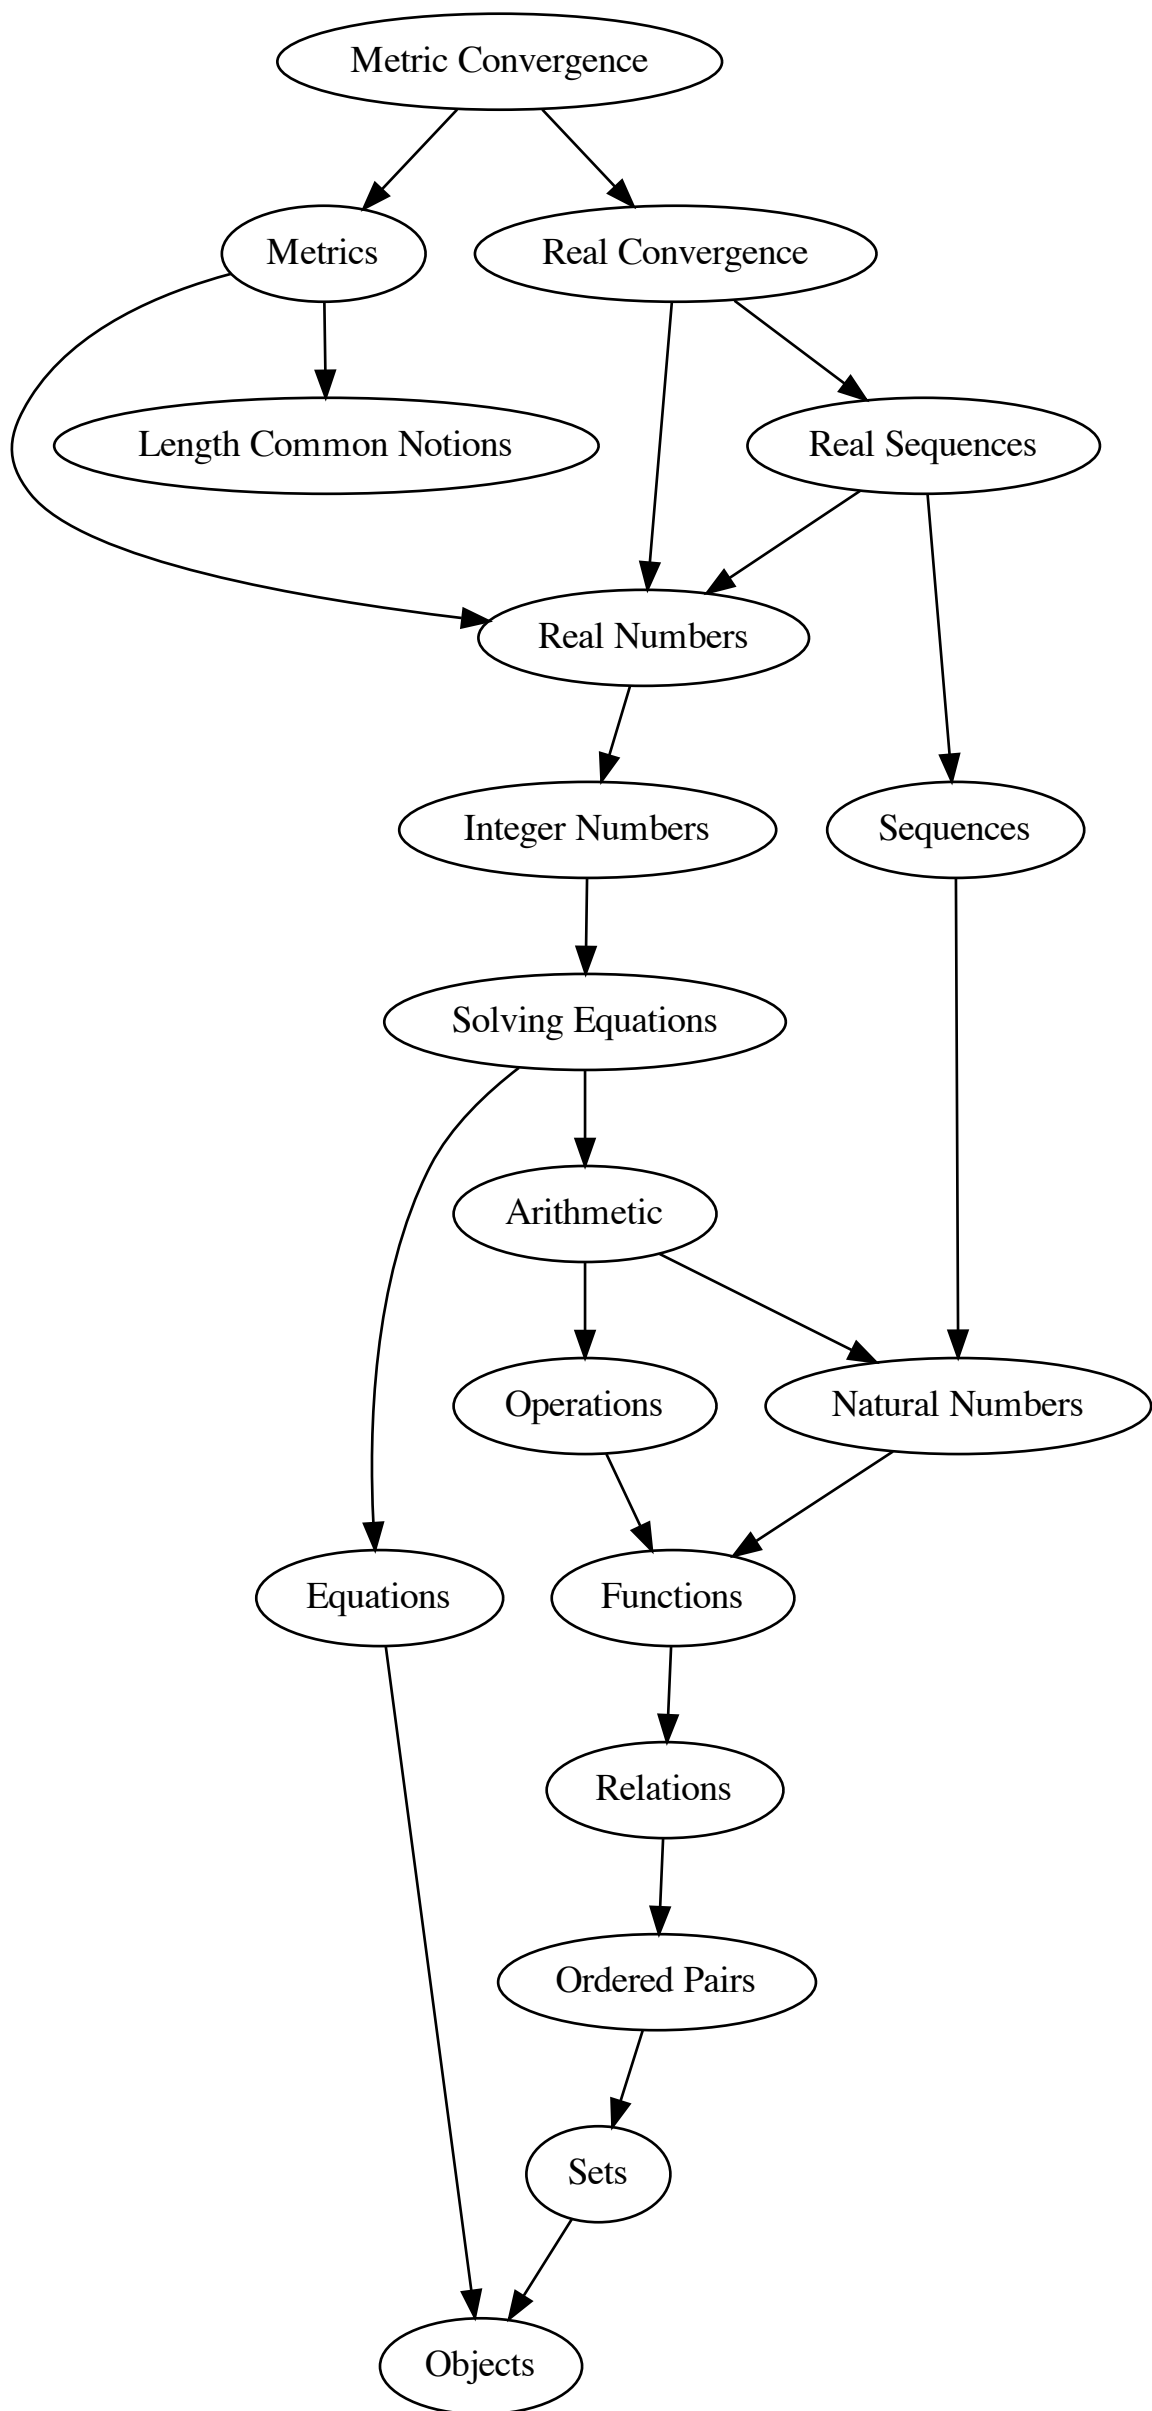 Metric Convergence
Metrics
Real Convergence
Length Common Notions
Real Sequences
Real Numbers
Integer Numbers
Sequences
Solving Equations
Arithmetic
Operations
Natural Numbers
Equations
Functions
Relations
Ordered Pairs
Sets
Objects